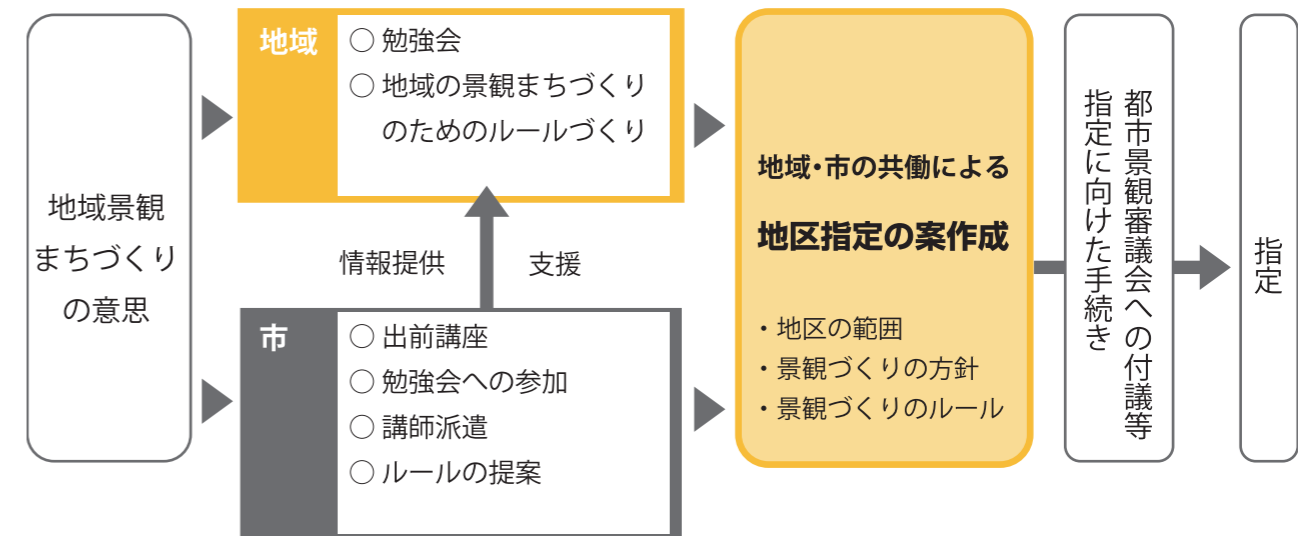 地域景観
まちづくり
の意思
地域
○ 勉強会
○ 地域の景観まちづくり
のためのルールづくり
情報提供
支援
市
○ 出前講座
○ 勉強会への参加
○ 講師派遣
○ ルールの提案
地域・市の共働による
地区指定の案作成
・地区の範囲
・景観づくりの方針
・景観づくりのルール
都市景観審議会への付議等
指定に向けた手続き
指定